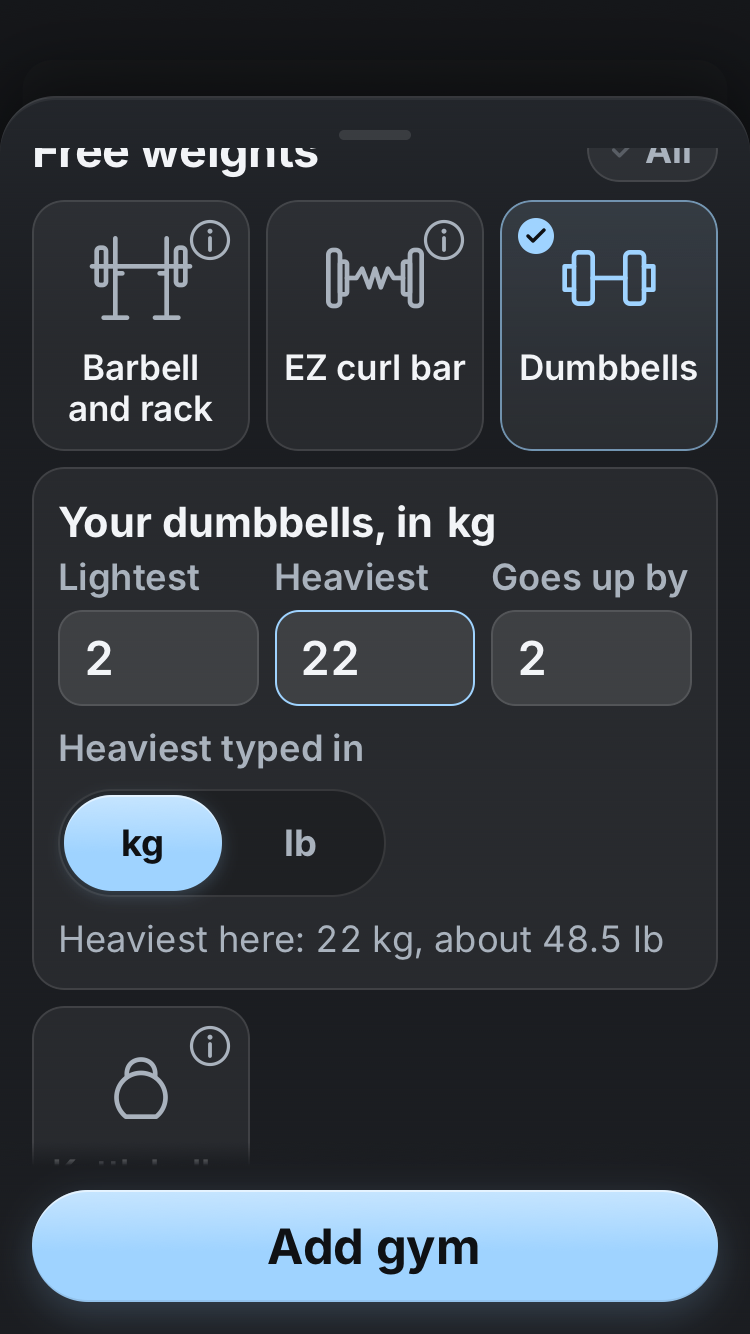 Free weights
All
Barbell
and rack
EZ curl bar
Dumbbells
Your dumbbells, in kg
Lightest
Heaviest
Goes up by
2
22
2
Heaviest typed in
kg
lb
Heaviest here: 22 kg, about 48.5 lb
Add gym